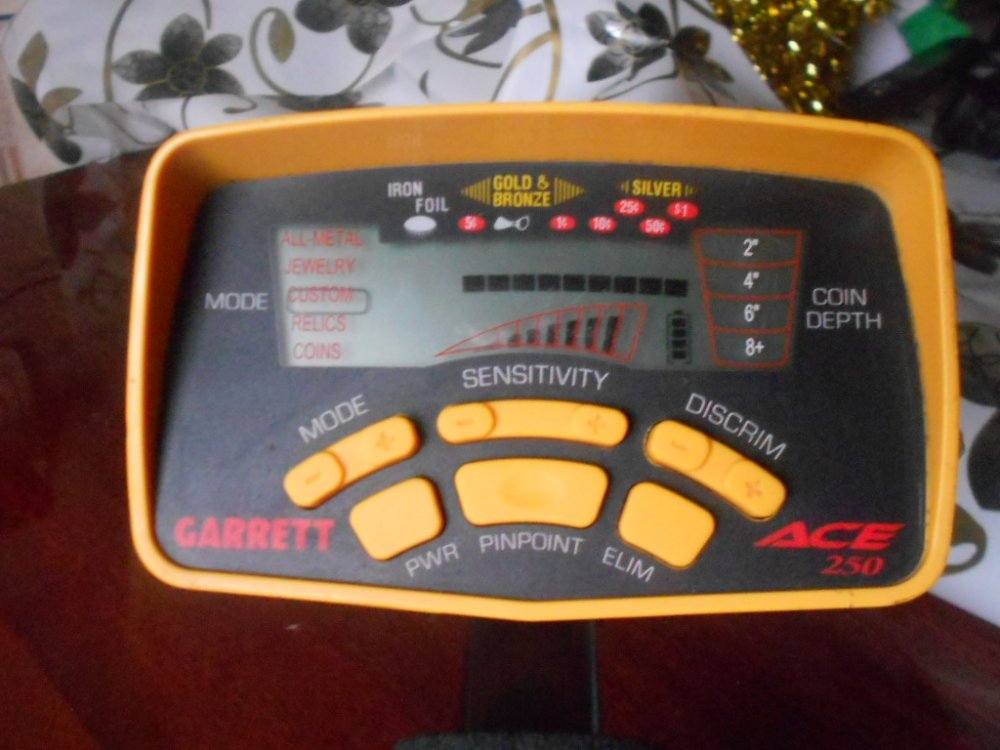 IRON
FOIL
GOLD &
BRONZE
SILVER
5¢
1¢
10¢
25¢
50¢
$1
MODE
ALL-METAL
JEWELRY
CUSTOM
RELICS
COINS
2"
4"
6"
8+
COIN
DEPTH
SENSITIVITY
MODE
- +
- +
DISCRIM
- +
GARRETT
PWR
PINPOINT
ELIM
ACE
250